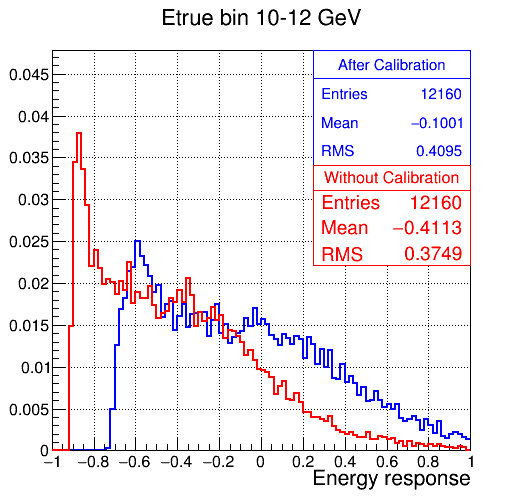 Etrue bin 10-12 GeV
After Calibration
Entries 12160
Mean −0.1001
RMS 0.4095
Without Calibration
Entries 12160
Mean −0.4113
RMS 0.3749
0.045
0.04
0.035
0.03
0.025
0.02
0.015
0.01
0.005
0
−1 −0.8 −0.6 −0.4 −0.2 0 0.2 0.4 0.6 0.8 1
Energy response